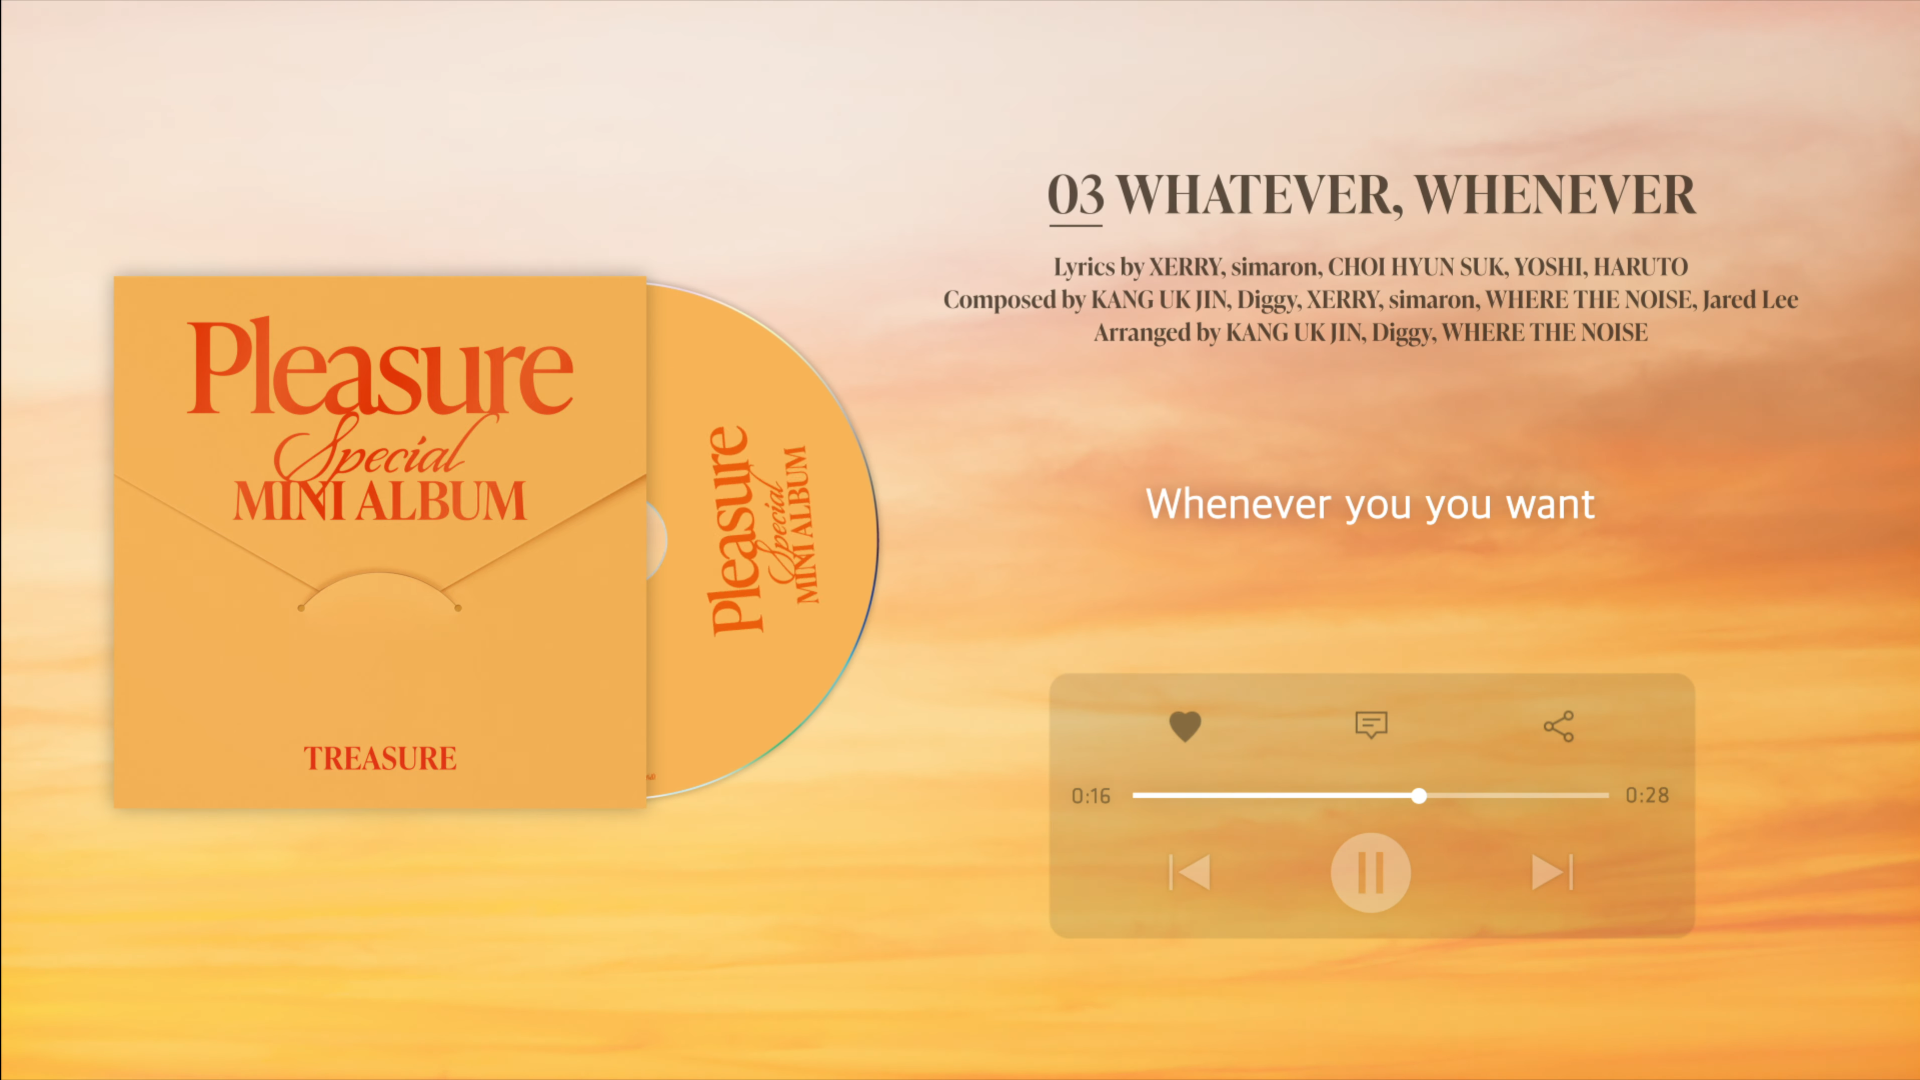 Pleasure
Special
MINI ALBUM
TREASURE
Pleasure
Special
MINI ALBUM
03 WHATEVER, WHENEVER
Lyrics by XERRY, simaron, CHOI HYUN SUK, YOSHI, HARUTO
Composed by KANG UK JIN, Diggy, XERRY, simaron, WHERE THE NOISE, Jared Lee
Arranged by KANG UK JIN, Diggy, WHERE THE NOISE
Whenever you you want
0:16
0:28